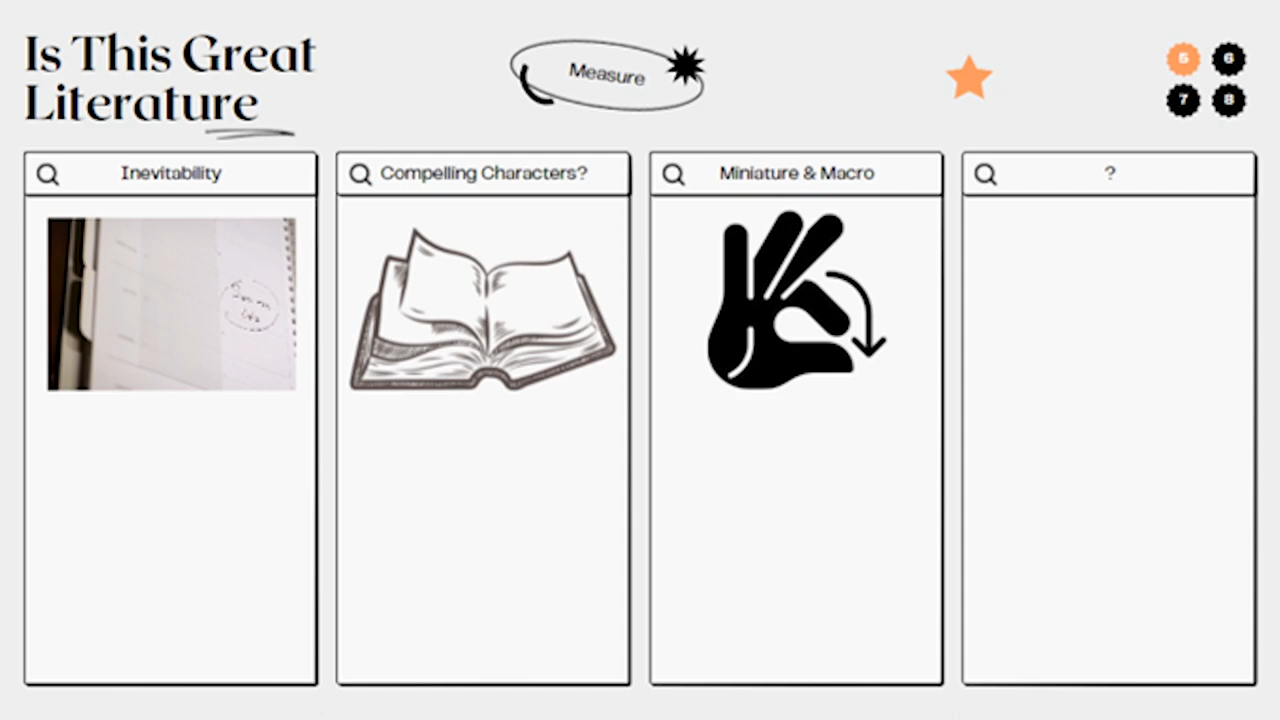 Is This Great
Literature
Measure
5
6
7
8
Inevitability
Compelling Characters?
Miniature & Macro
?